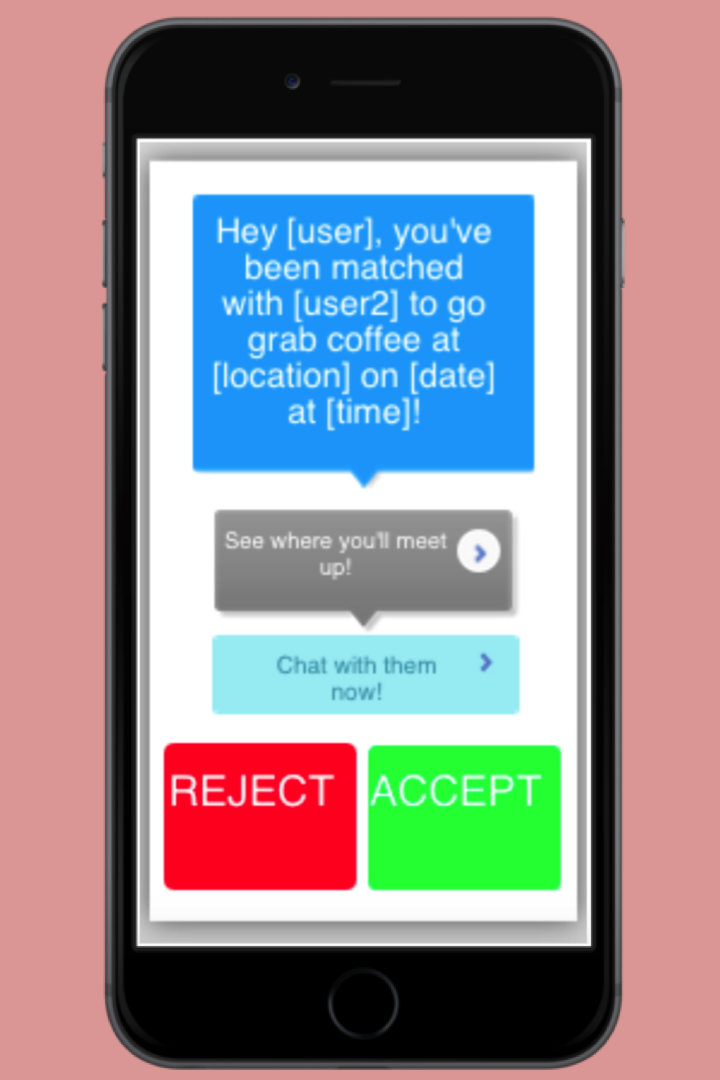 Hey [user], you've
been matched
with [user2] to go
grab coffee at
[location] on [date]
at [time]!
See where you'll meet
up!
Chat with them
now!
REJECT
ACCEPT